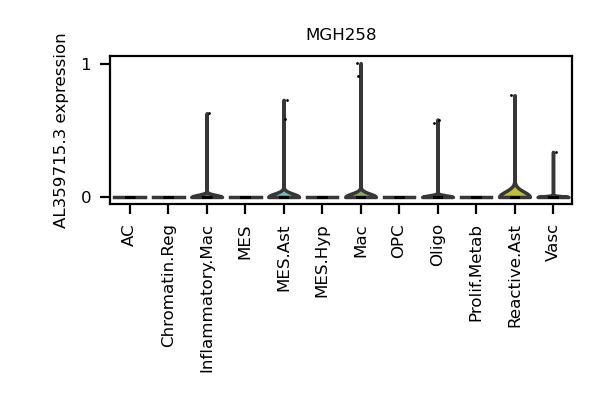 MGH258
AL359715.3 expression
1
0
AC
Chromatin.Reg
Inflammatory.Mac
MES
MES.Ast
MES.Hyp
Mac
OPC
Oligo
Prolif.Metab
Reactive.Ast
Vasc